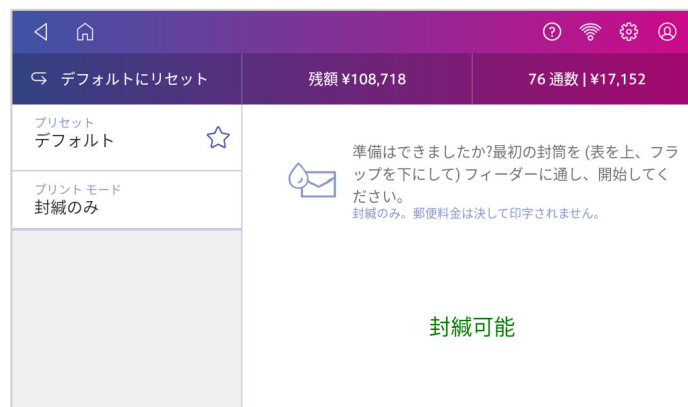 デフォルトにリセット
残額 ¥108,718
76 通数 | ¥17,152
プリセット
デフォルト
プリント モード
封緘のみ
準備はできましたか?最初の封筒を (表を上、フラ
ップを下にして) フィーダーに通し、開始してく
ださい。
封緘のみ。郵便料金は決して印字されません。
封緘可能